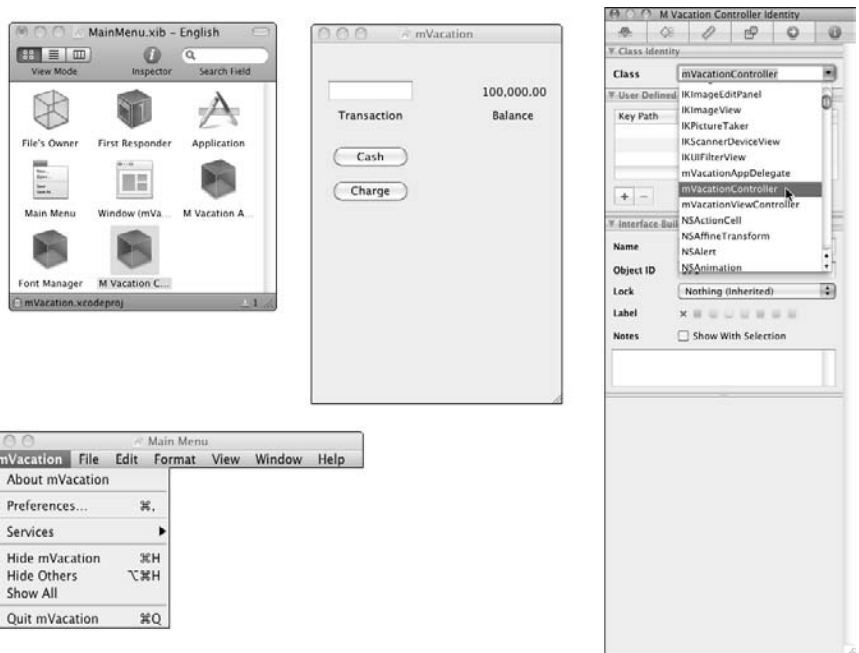 MainMenu.xib – English
View Mode
Inspector
Search Field
File's Owner
First Responder
Application
Main Menu
Window (mVa...
M Vacation A...
Font Manager
M Vacation C...
mVacation.xcodeproj
1
mVacation
100,000.00
Transaction
Balance
Cash
Charge
M Vacation Controller Identity
Class Identity
Class
mVacationController
User Defined
Key Path
IKImageEditPanel
IKImageView
IKPictureTaker
IKScannerDeviceView
IKUIFilterView
mVacationAppDelegate
mVacationController
mVacationViewController
NSActionCell
NSAffineTransform
NSAlert
NSAnimation
+ −
Interface Buil
Name
Object ID
Lock
Nothing (Inherited)
Label
Notes
Show With Selection
Main Menu
mVacation File Edit Format View Window Help
About mVacation
Preferences... ⌘,
Services
Hide mVacation ⌘H
Hide Others ⌥⌘H
Show All
Quit mVacation ⌘Q